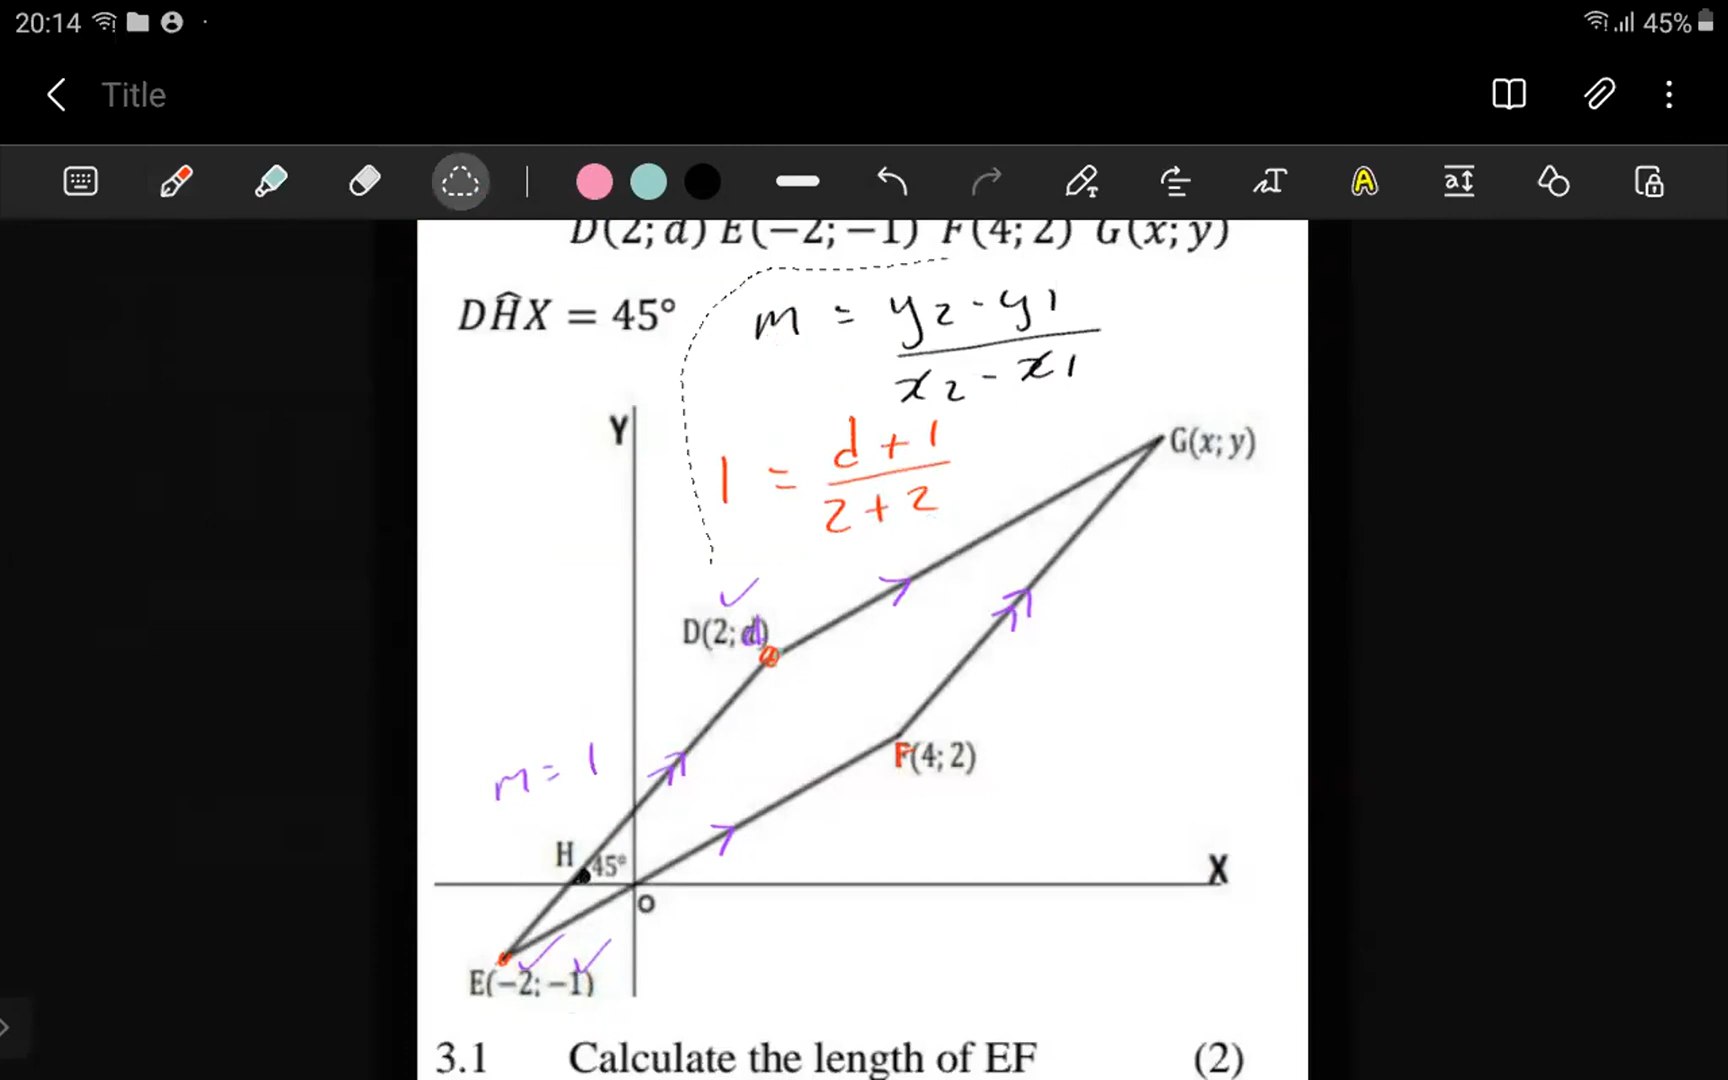 20:14
45%
Title
D(2; d) E(−2; −1) F(4; 2) G(x; y)
DĤX = 45°
m = y2 - y1
x2 - x1
1 = d + 1
2 + 2
Y
G(x; y)
D(2; d)
m = 1
F(4; 2)
H
45°
X
O
E(−2; −1)
3.1 Calculate the length of EF (2)